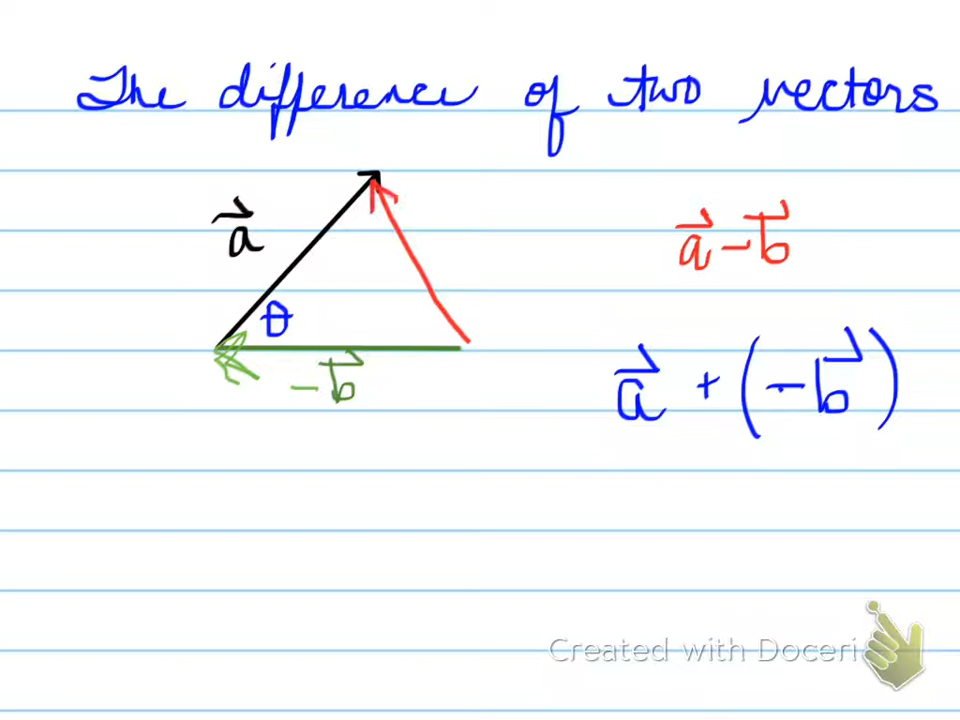 The difference of two vectors
a⃗
a⃗ - b⃗
θ
-b⃗
a⃗ + (-b⃗)
Created with Doceri